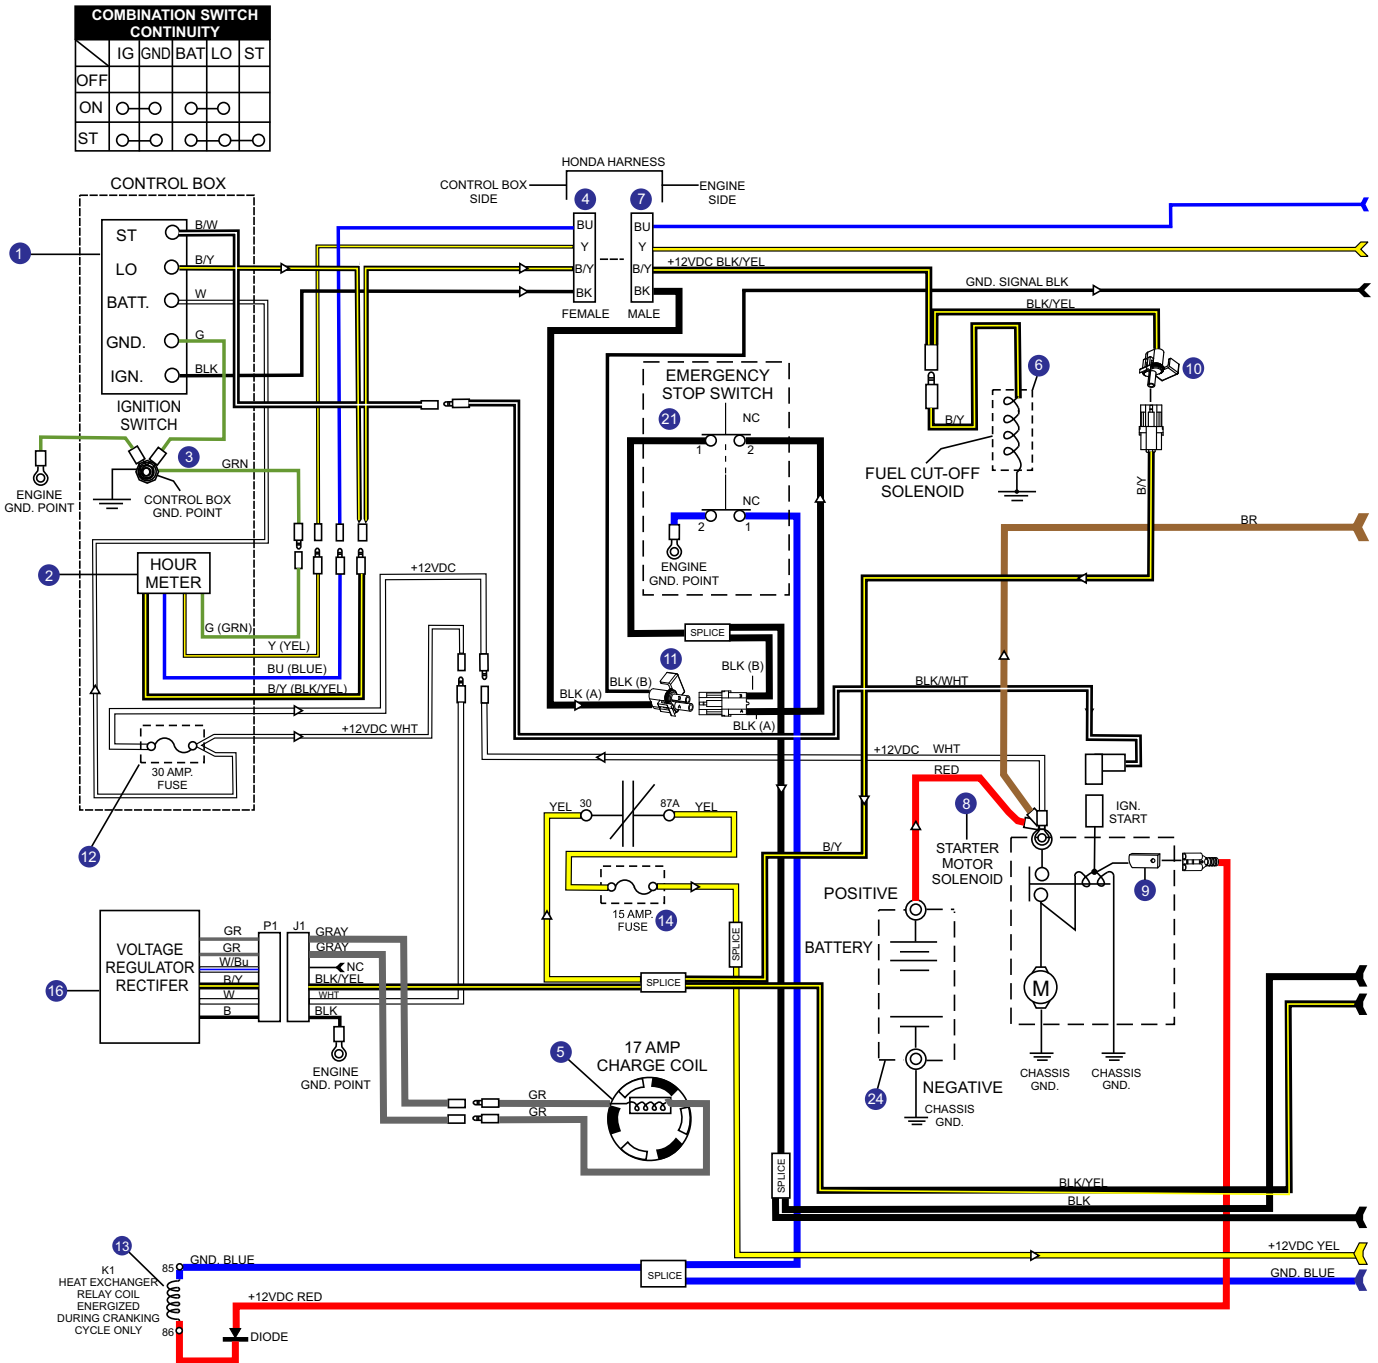 COMBINATION SWITCH
CONTINUITY
IG GND BAT LO ST
OFF
ON
ST
CONTROL BOX
HONDA HARNESS
CONTROL BOX
SIDE
4
7
ENGINE
SIDE
1
ST
B/W
LO
B/Y
BATT.
W
GND.
G
IGN.
BLK
IGNITION
SWITCH
BU
Y
B/Y
BK
FEMALE
BU
Y
B/Y
BK
MALE
+12VDC BLK/YEL
GND. SIGNAL BLK
BLK/YEL
10
6
B/Y
FUEL CUT-OFF
SOLENOID
B/Y
EMERGENCY
STOP SWITCH
21
NC
1
2
NC
2
1
ENGINE
GND. POINT
3
GRN
ENGINE
GND. POINT
CONTROL BOX
GND. POINT
BR
2
HOUR
METER
+12VDC
G (GRN)
Y (YEL)
BU (BLUE)
B/Y (BLK/YEL)
SPLICE
11
BLK (B)
BLK (B)
BLK (A)
BLK (A)
BLK/WHT
+12VDC WHT
30 AMP.
FUSE
12
+12VDC WHT
RED
8
STARTER
MOTOR
SOLENOID
IGN.
START
9
YEL
30
87A
YEL
B/Y
15 AMP.
FUSE
14
SPLICE
POSITIVE
BATTERY
NEGATIVE
24
CHASSIS
GND.
M
CHASSIS
GND.
CHASSIS
GND.
16
VOLTAGE
REGULATOR
RECTIFER
GR
GR
W/Bu
B/Y
W
B
P1
J1
GRAY
GRAY
NC
BLK/YEL
WHT
BLK
ENGINE
GND. POINT
SPLICE
5
17 AMP
CHARGE COIL
GR
GR
SPLICE
BLK/YEL
BLK
13
K1
HEAT EXCHANGER
RELAY COIL
ENERGIZED
DURING CRANKING
CYCLE ONLY
85
GND. BLUE
86
+12VDC RED
DIODE
SPLICE
+12VDC YEL
GND. BLUE